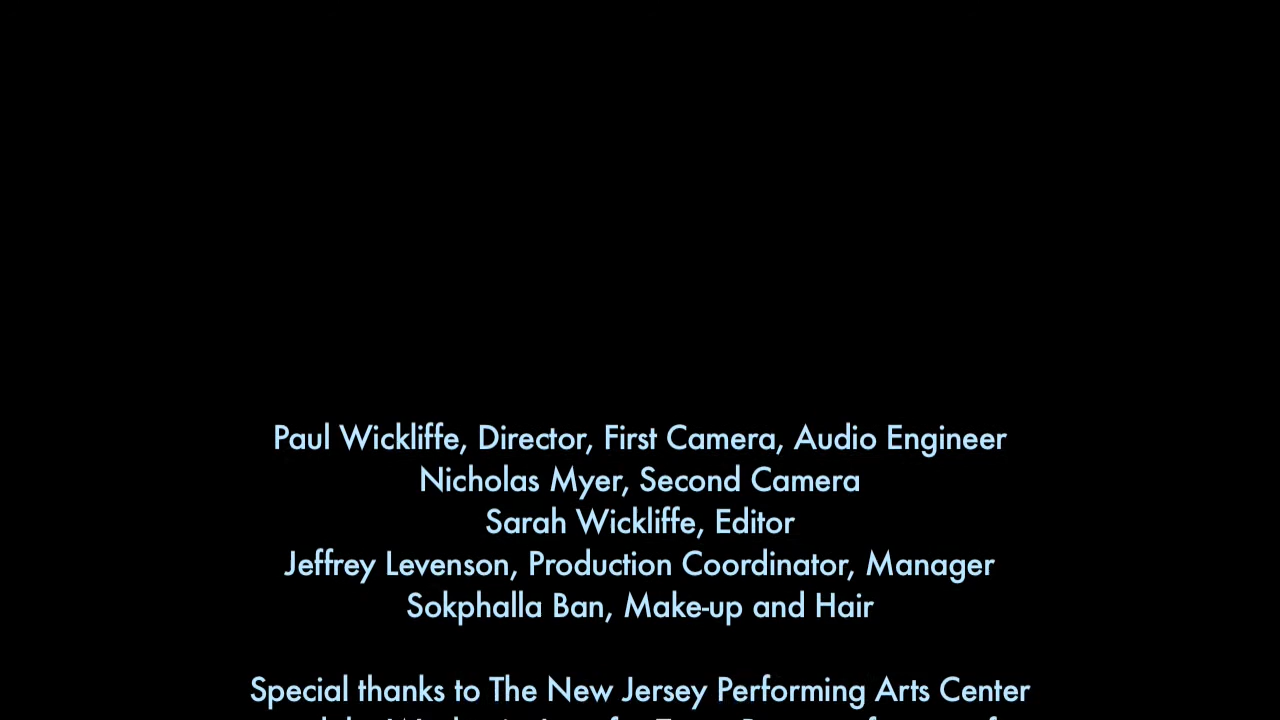 Paul Wickliffe, Director, First Camera, Audio Engineer
Nicholas Myer, Second Camera
Sarah Wickliffe, Editor
Jeffrey Levenson, Production Coordinator, Manager
Sokphalla Ban, Make-up and Hair
Special thanks to The New Jersey Performing Arts Center